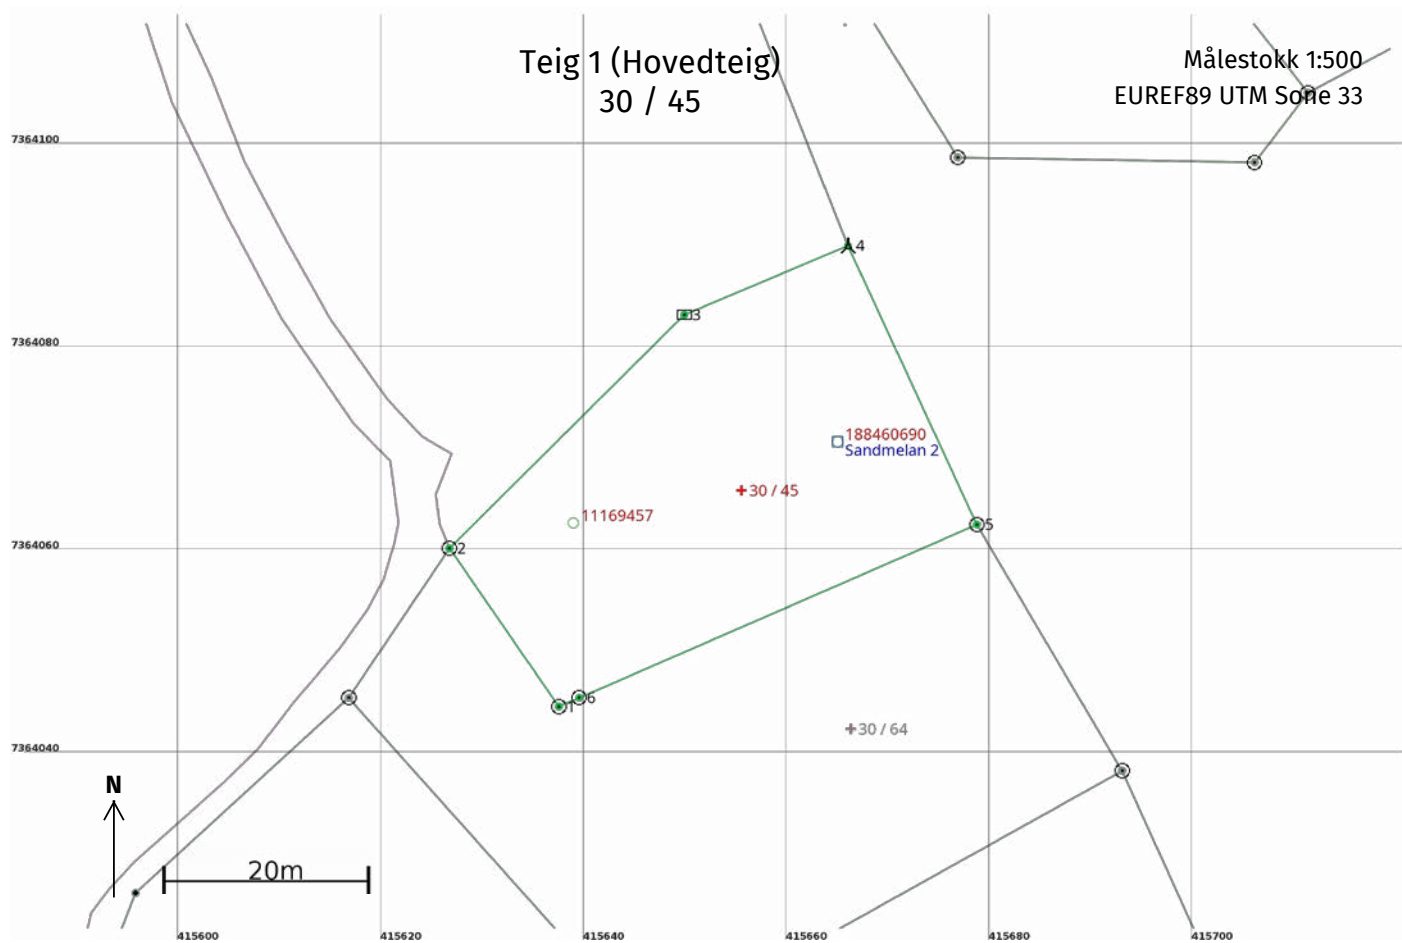 Teig 1 (Hovedteig)
30 / 45
Målestokk 1:500
EUREF89 UTM Sone 33
7364100
4
3
7364080
188460690
Sandmelan 2
30 / 45
11169457
5
7364060
2
6
1
30 / 64
7364040
N
20m
415600
415620
415640
415660
415680
415700